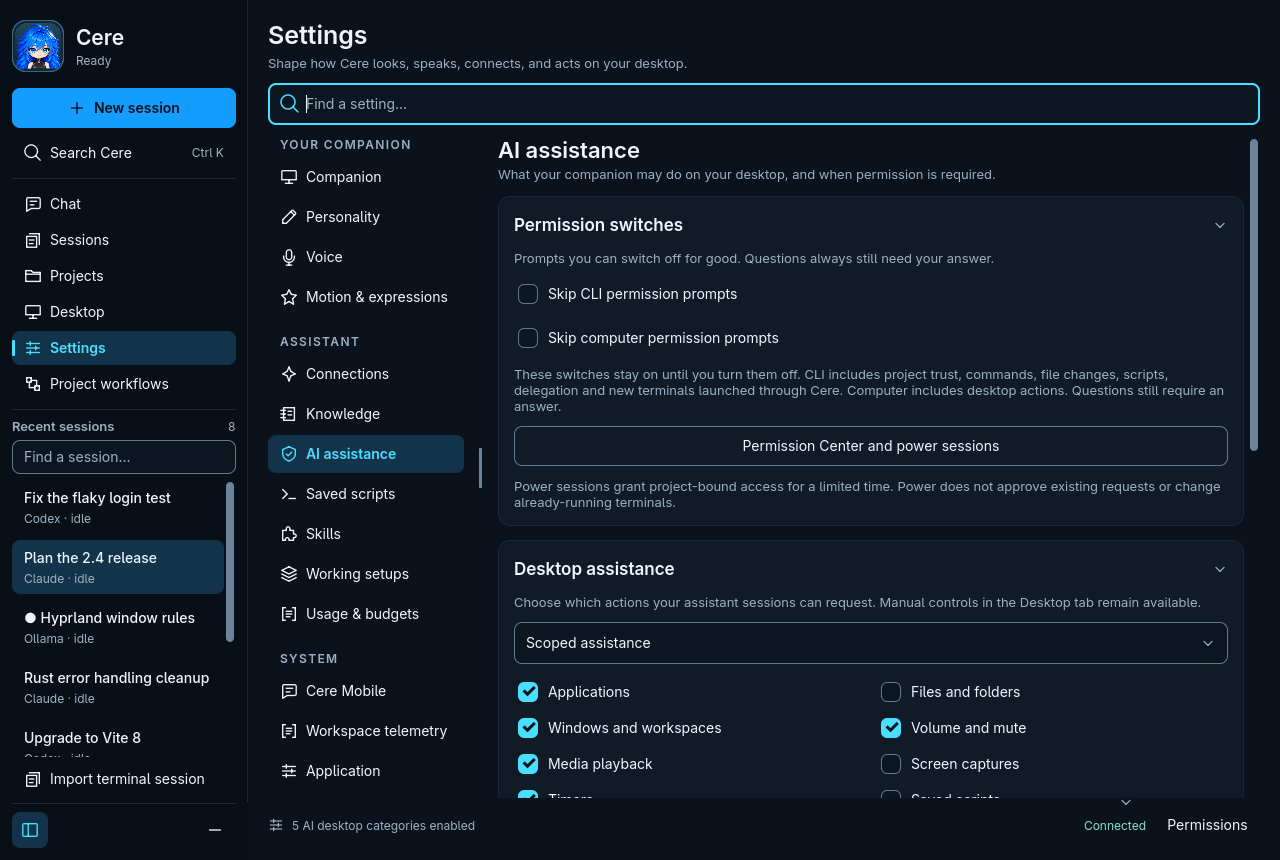 Cere
Ready
New session
Search Cere
Ctrl K
Chat
Sessions
Projects
Desktop
Settings
Project workflows
Recent sessions
8
Find a session...
Fix the flaky login test
Codex · idle
Plan the 2.4 release
Claude · idle
Hyprland window rules
Ollama · idle
Rust error handling cleanup
Claude · idle
Upgrade to Vite 8
Codex · idle
Import terminal session
Settings
Shape how Cere looks, speaks, connects, and acts on your desktop.
Find a setting...
YOUR COMPANION
Companion
Personality
Voice
Motion & expressions
ASSISTANT
Connections
Knowledge
AI assistance
Saved scripts
Skills
Working setups
Usage & budgets
SYSTEM
Cere Mobile
Workspace telemetry
Application
AI assistance
What your companion may do on your desktop, and when permission is required.
Permission switches
Prompts you can switch off for good. Questions always still need your answer.
Skip CLI permission prompts
Skip computer permission prompts
These switches stay on until you turn them off. CLI includes project trust, commands, file changes, scripts,
delegation and new terminals launched through Cere. Computer includes desktop actions. Questions still require an
answer.
Permission Center and power sessions
Power sessions grant project-bound access for a limited time. Power does not approve existing requests or change
already-running terminals.
Desktop assistance
Choose which actions your assistant sessions can request. Manual controls in the Desktop tab remain available.
Scoped assistance
Applications
Files and folders
Windows and workspaces
Volume and mute
Media playback
Screen captures
Timers
Saved scripts
5 AI desktop categories enabled
Connected
Permissions